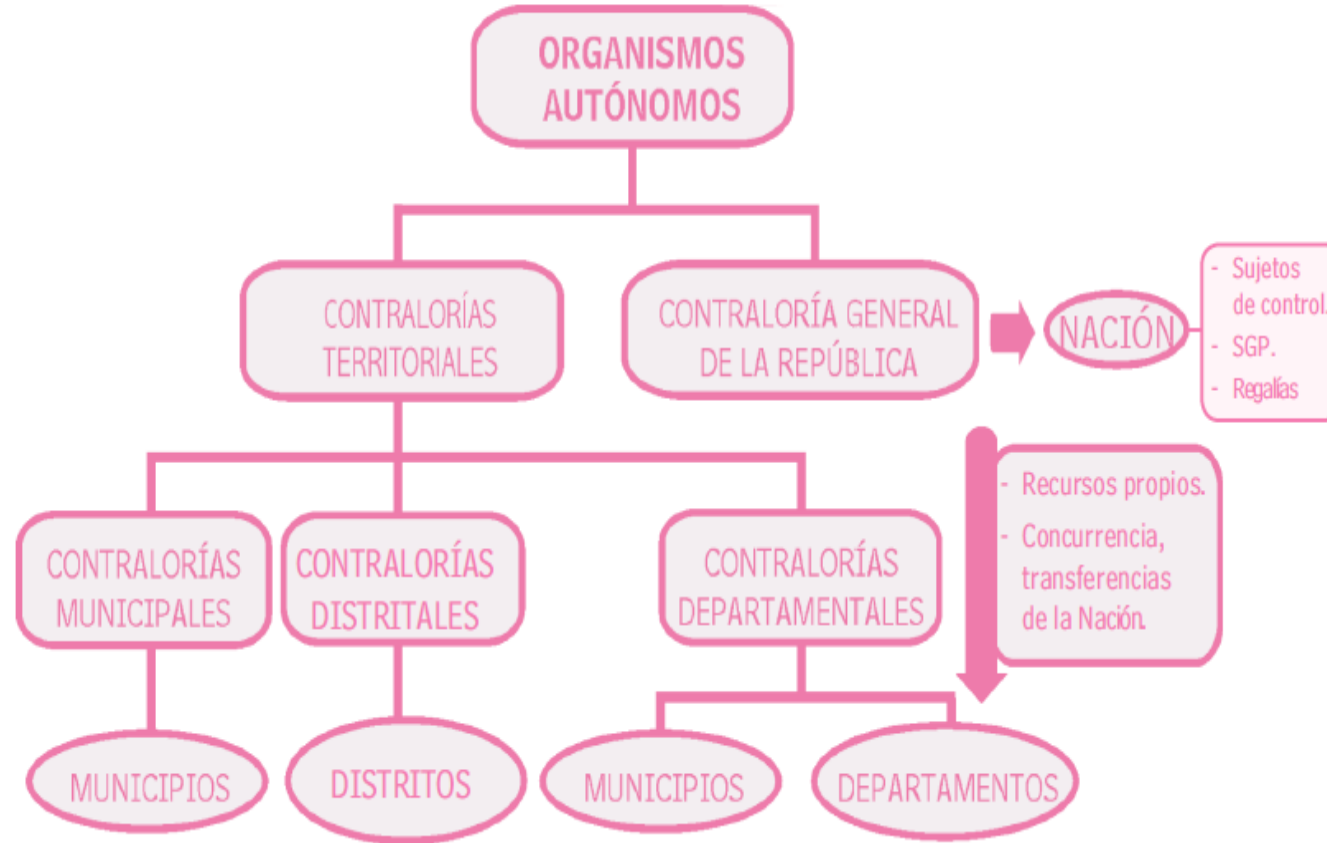 ORGANISMOS
AUTÓNOMOS
CONTRALORÍAS
TERRITORIALES
CONTRALORÍA GENERAL
DE LA REPÚBLICA
NACIÓN
- Sujetos
de control.
- SGP.
- Regalías
- Recursos propios.
- Concurrencia,
transferencias
de la Nación.
CONTRALORÍAS
MUNICIPALES
CONTRALORÍAS
DISTRITALES
CONTRALORÍAS
DEPARTAMENTALES
MUNICIPIOS
DISTRITOS
MUNICIPIOS
DEPARTAMENTOS